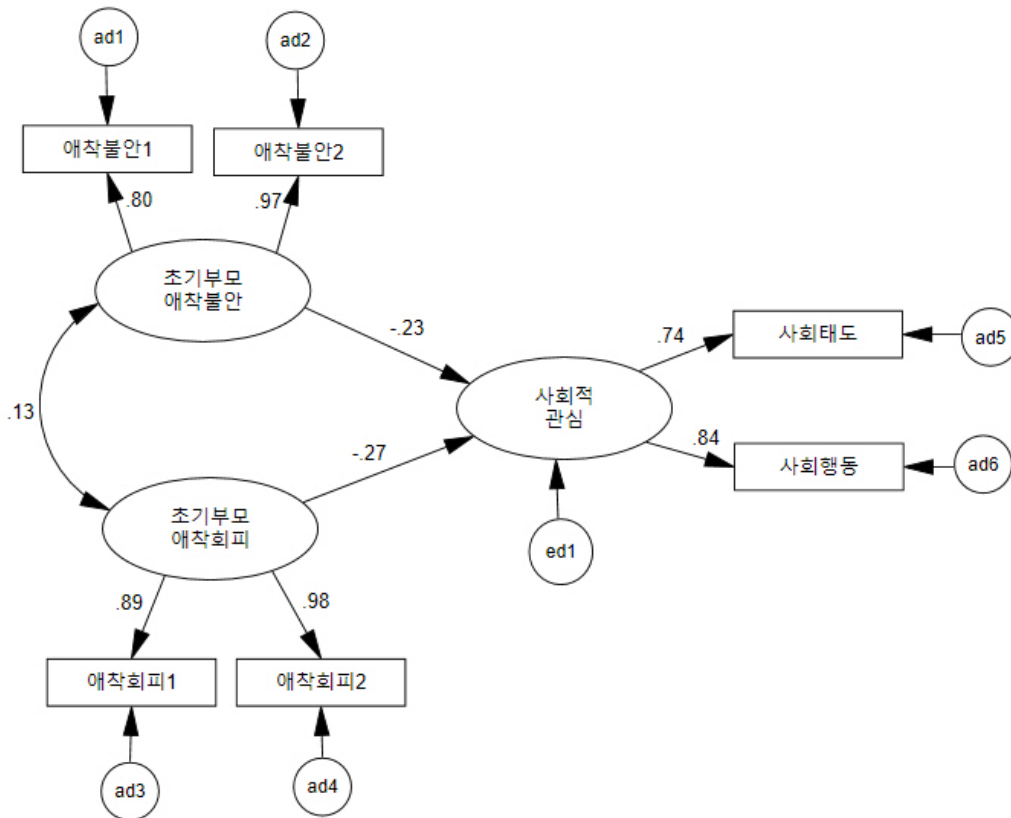 ad1
ad2
애착불안1
애착불안2
.80
.97
초기부모
애착불안
-.23
.74
사회태도
ad5
사회적
관심
.13
-.27
.84
사회행동
ad6
초기부모
애착회피
ed1
.89
.98
애착회피1
애착회피2
ad3
ad4